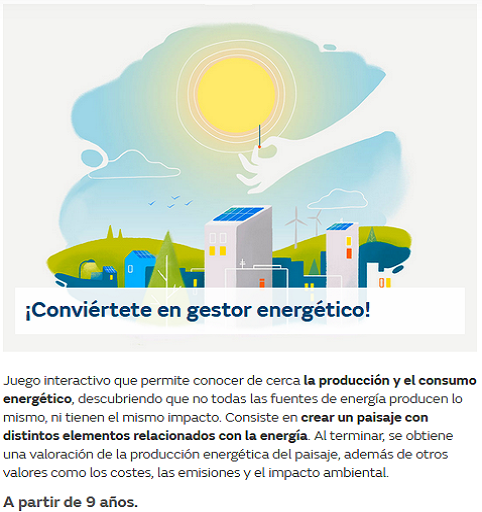 ¡Conviértete en gestor energético!
Juego interactivo que permite conocer de cerca la producción y el consumo
energético, descubriendo que no todas las fuentes de energía producen lo
mismo, ni tienen el mismo impacto. Consiste en crear un paisaje con
distintos elementos relacionados con la energía. Al terminar, se obtiene
una valoración de la producción energética del paisaje, además de otros
valores como los costes, las emisiones y el impacto ambiental.
A partir de 9 años.